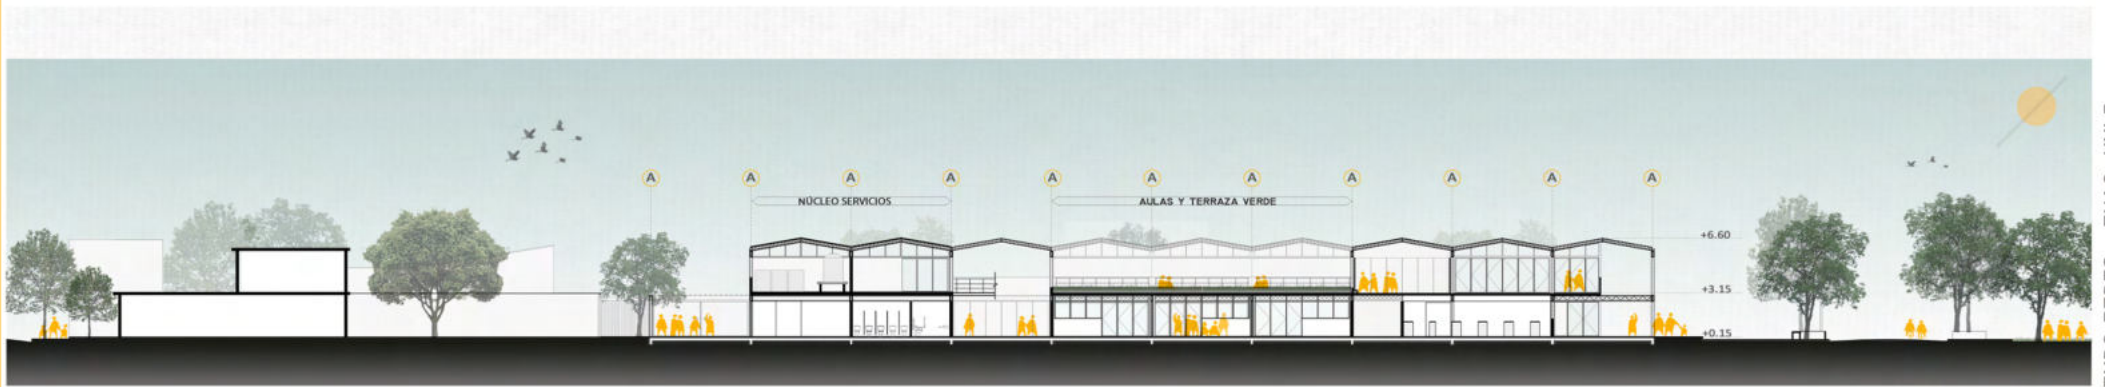 A A A A A A A A A A A
NÚCLEO SERVICIOS
AULAS Y TERRAZA VERDE
+6.60
+3.15
+0.15